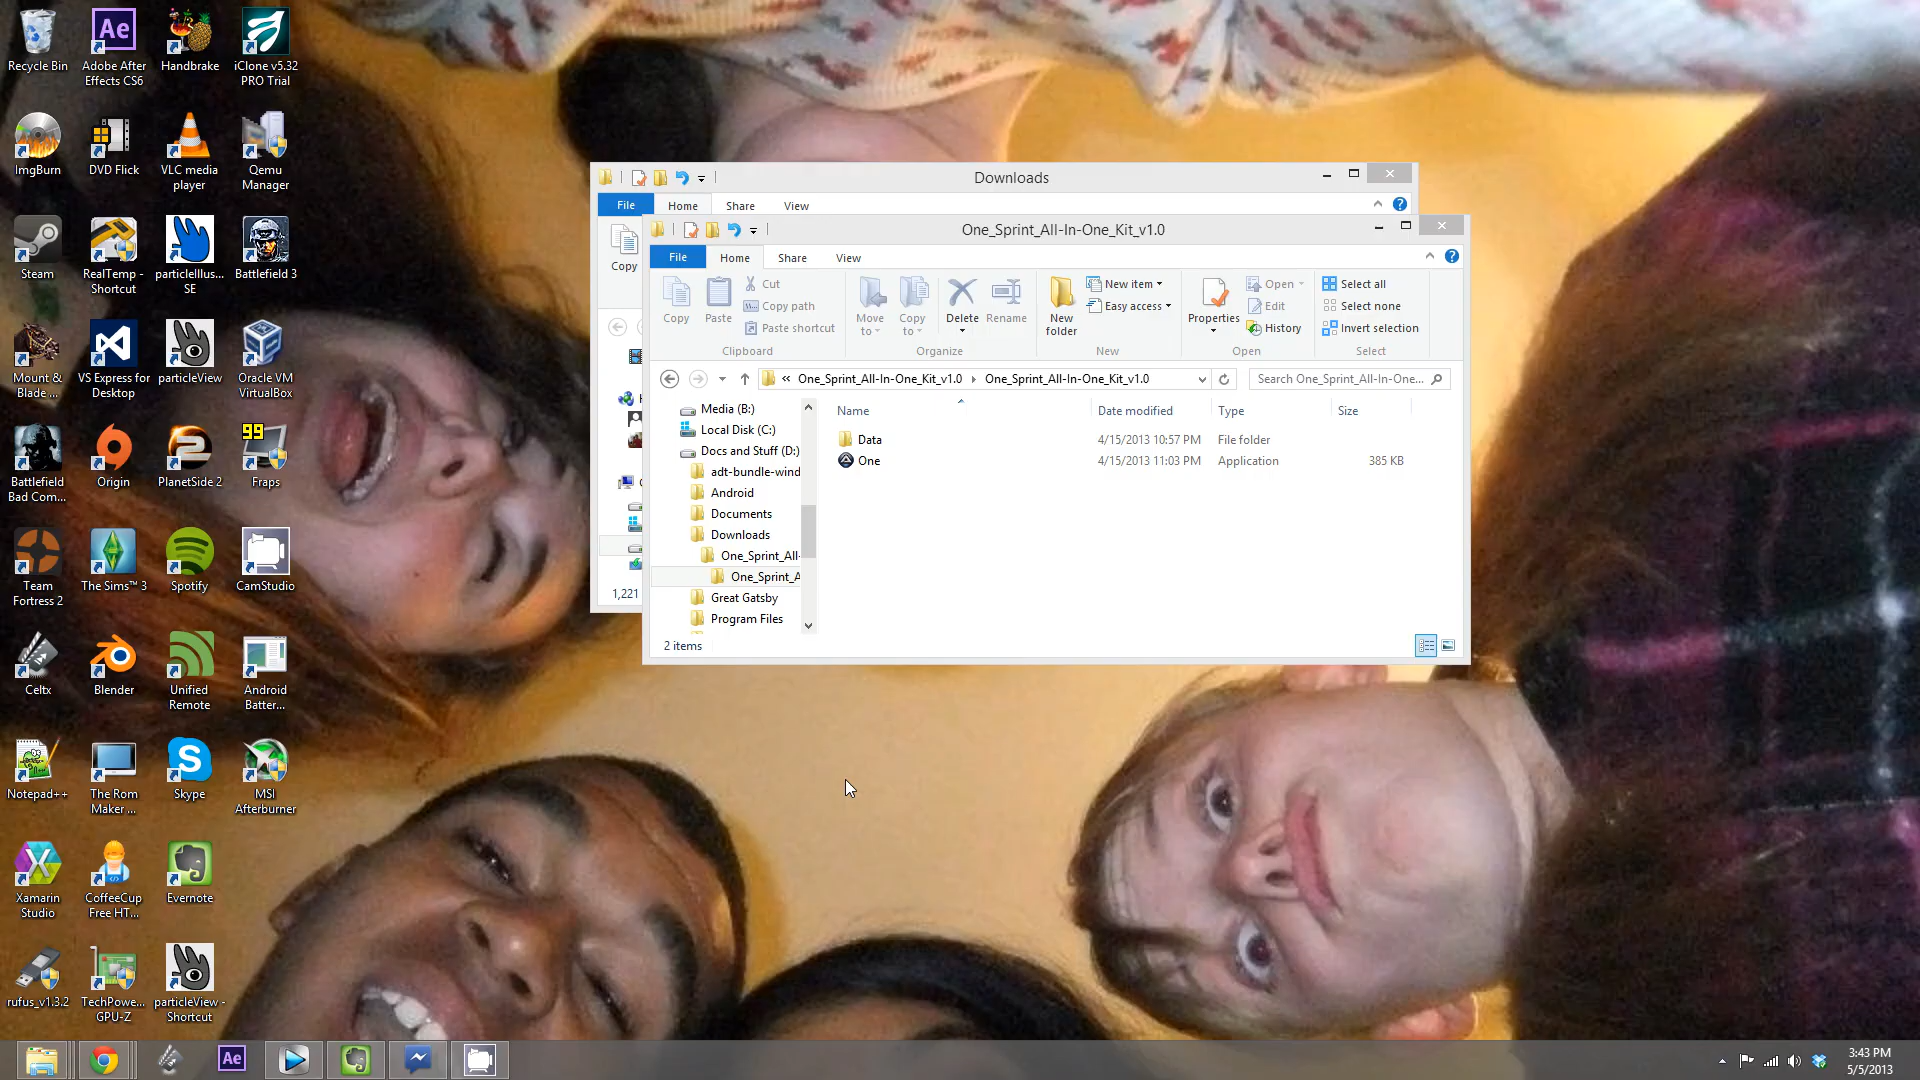 Recycle Bin
Adobe After
Effects CS6
Handbrake
iClone v5.32
PRO Trial
ImgBurn
DVD Flick
VLC media
player
Qemu
Manager
Steam
RealTemp -
Shortcut
particleIllus...
SE
Battlefield 3
Mount &
Blade ...
VS Express for
Desktop
particleView
Oracle VM
VirtualBox
Battlefield
Bad Com...
Origin
PlanetSide 2
99
Fraps
Team
Fortress 2
The Sims™ 3
Spotify
CamStudio
Celtx
Blender
Unified
Remote
Android
Batter...
Notepad++
The Rom
Maker ...
Skype
MSI
Afterburner
Xamarin
Studio
CoffeeCup
Free HT...
Evernote
rufus_v1.3.2
TechPowe...
GPU-Z
particleView -
Shortcut
Downloads
File Home Share View
Copy
1,221
One_Sprint_All-In-One_Kit_v1.0
File Home Share View
Copy
Paste
Cut
Copy path
Paste shortcut
Clipboard
Move
to
Copy
to
Delete
Rename
Organize
New
folder
New item
Easy access
New
Properties
Open
Edit
History
Open
Select all
Select none
Invert selection
Select
« One_Sprint_All-In-One_Kit_v1.0 One_Sprint_All-In-One_Kit_v1.0
Search One_Sprint_All-In-One...
Media (B:)
Local Disk (C:)
Docs and Stuff (D:)
adt-bundle-wind
Android
Documents
Downloads
One_Sprint_All-
One_Sprint_A
Great Gatsby
Program Files
Name Date modified Type Size
Data 4/15/2013 10:57 PM File folder
One 4/15/2013 11:03 PM Application 385 KB
2 items
Ae
3:43 PM
5/5/2013